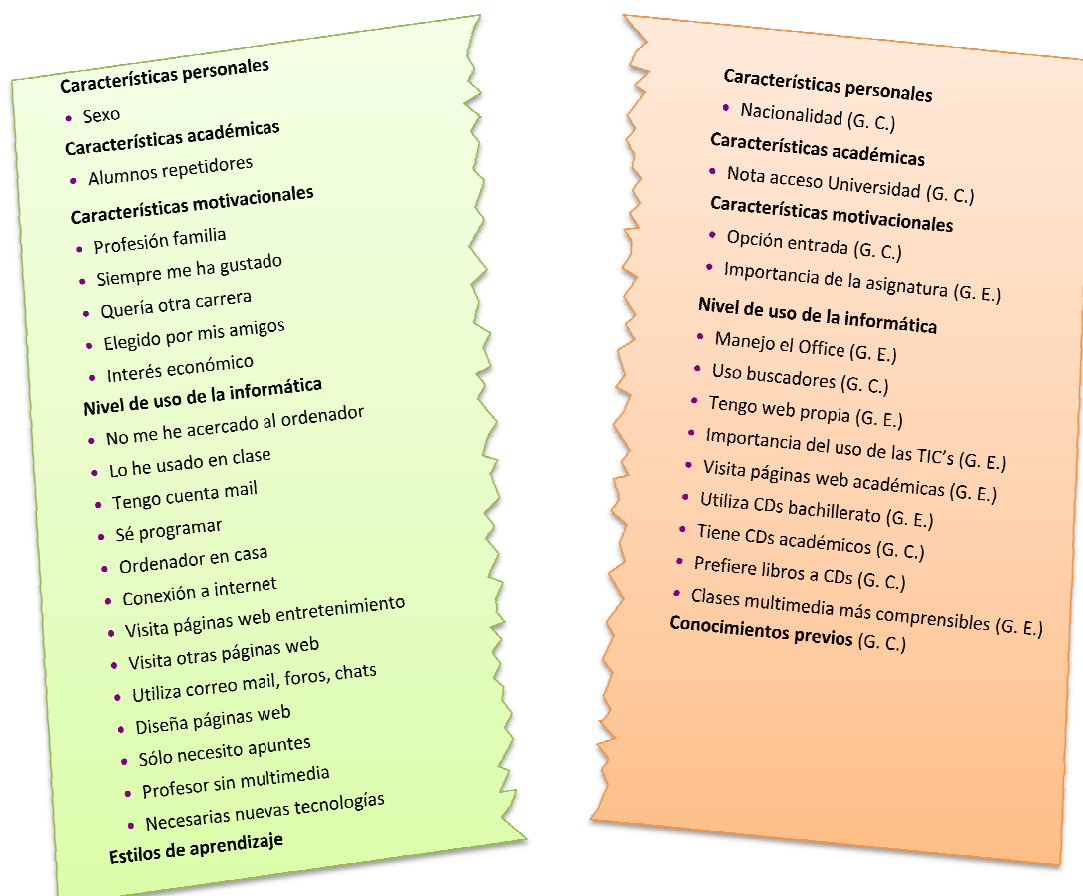 Características personales
• Sexo
Características académicas
• Alumnos repetidores
Características motivacionales
• Profesión familia
• Siempre me ha gustado
• Quería otra carrera
• Elegido por mis amigos
• Interés económico
Nivel de uso de la informática
• No me he acercado al ordenador
• Lo he usado en clase
• Tengo cuenta mail
• Sé programar
• Ordenador en casa
• Conexión a internet
• Visita páginas web entretenimiento
• Visita otras páginas web
• Utiliza correo mail, foros, chats
• Diseña páginas web
• Sólo necesito apuntes
• Profesor sin multimedia
• Necesarias nuevas tecnologías
Estilos de aprendizaje
Características personales
• Nacionalidad (G. C.)
Características académicas
• Nota acceso Universidad (G. C.)
Características motivacionales
• Opción entrada (G. C.)
• Importancia de la asignatura (G. E.)
Nivel de uso de la informática
• Manejo el Office (G. E.)
• Uso buscadores (G. C.)
• Tengo web propia (G. E.)
• Importancia del uso de las TIC's (G. E.)
• Visita páginas web académicas (G. E.)
• Utiliza CDs bachillerato (G. E.)
• Tiene CDs académicos (G. C.)
• Prefiere libros a CDs (G. C.)
• Clases multimedia más comprensibles (G. E.)
Conocimientos previos (G. C.)